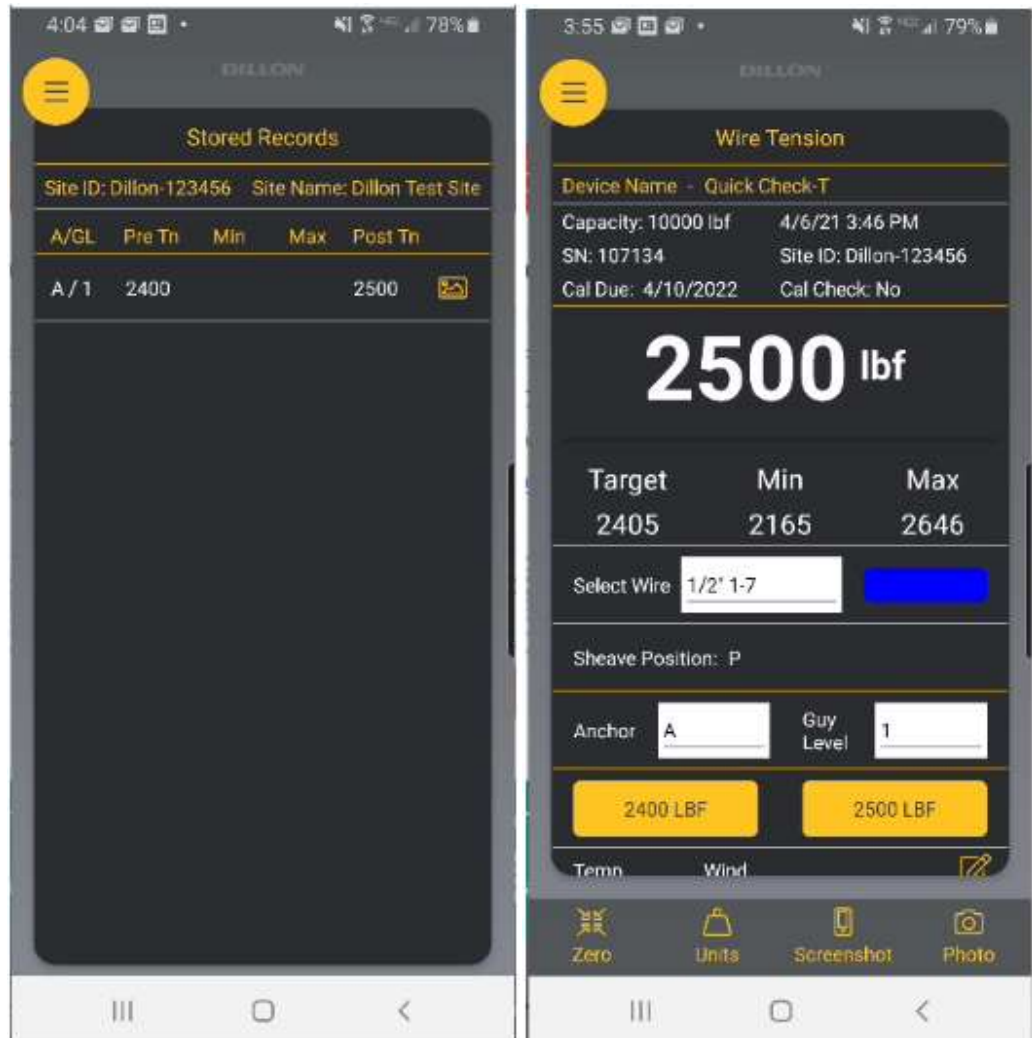 4:04
78%
DILLON
Stored Records
Site ID: Dillon-123456 Site Name: Dillon Test Site
A/GL Pre Tn Min Max Post Tn
A / 1 2400 2500
3:55
79%
DILLON
Wire Tension
Device Name - Quick Check-T
Capacity: 10000 lbf 4/6/21 3:46 PM
SN: 107134 Site ID: Dillon-123456
Cal Due: 4/10/2022 Cal Check: No
2500 lbf
Target Min Max
2405 2165 2646
Select Wire 1/2" 1-7
Sheave Position: P
Anchor A Guy Level 1
2400 LBF 2500 LBF
Temp Wind
Zero Units Screenshot Photo